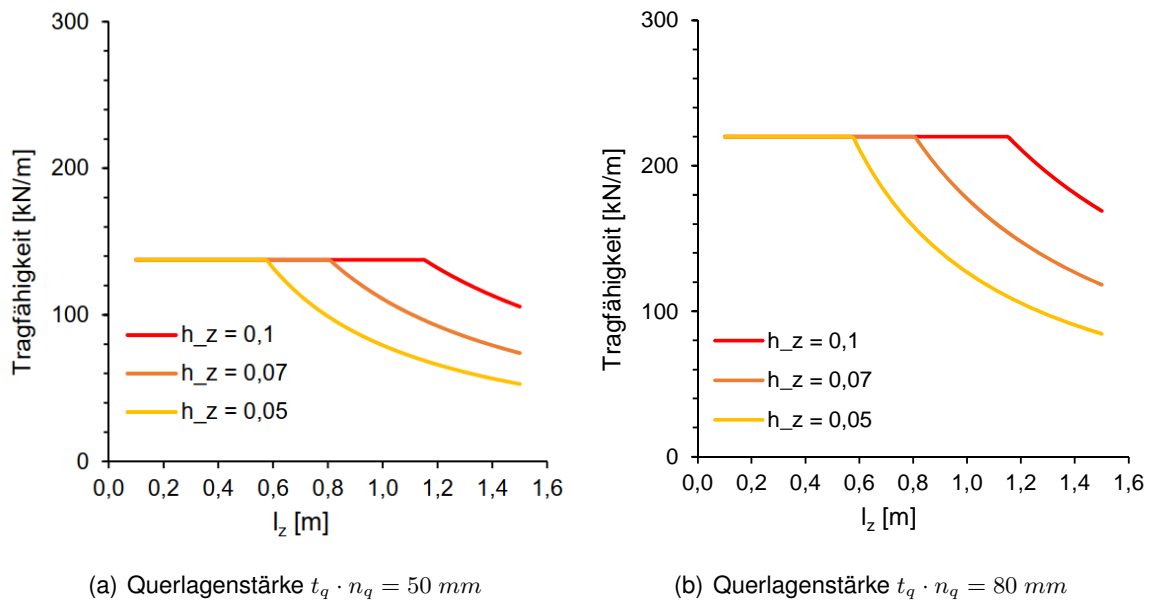 300
200
100
0
Tragfähigkeit [kN/m]
h_z = 0,1
h_z = 0,07
h_z = 0,05
0,0 0,2 0,4 0,6 0,8 1,0 1,2 1,4 1,6
l_z [m]
(a) Querlagenstärke t_q · n_q = 50 mm
300
200
100
0
Tragfähigkeit [kN/m]
h_z = 0,1
h_z = 0,07
h_z = 0,05
0,0 0,2 0,4 0,6 0,8 1,0 1,2 1,4 1,6
l_z [m]
(b) Querlagenstärke t_q · n_q = 80 mm